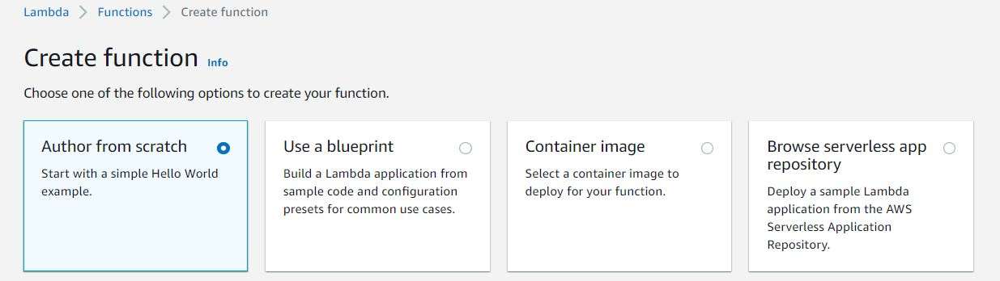 Lambda > Functions > Create function
Create function Info
Choose one of the following options to create your function.
Author from scratch
Start with a simple Hello World
example.
Use a blueprint
Build a Lambda application from
sample code and configuration
presets for common use cases.
Container image
Select a container image to
deploy for your function.
Browse serverless app
repository
Deploy a sample Lambda
application from the AWS
Serverless Application
Repository.